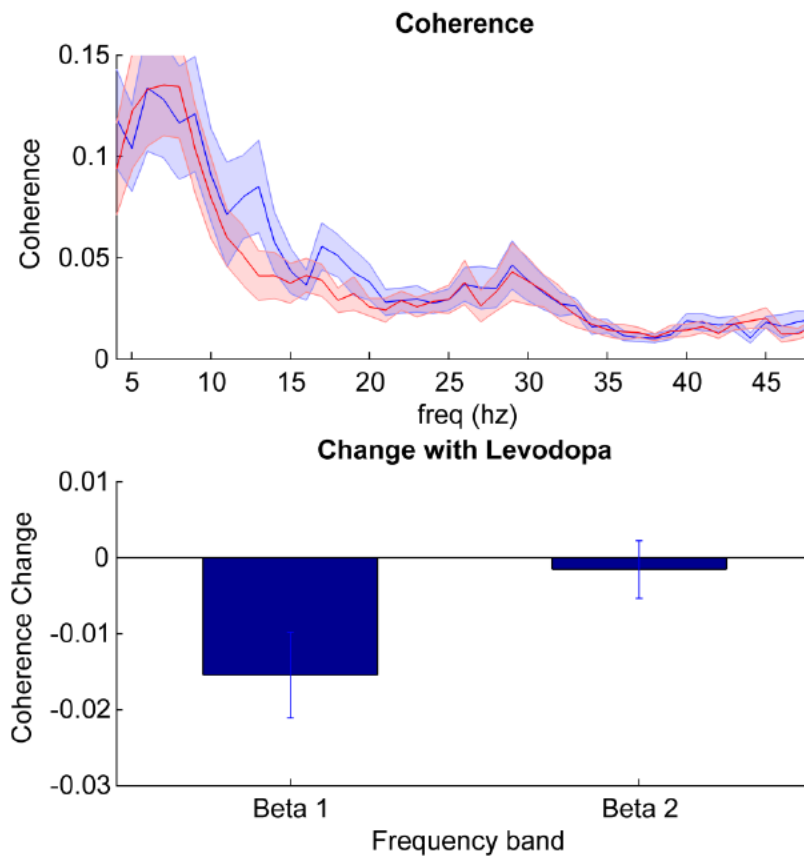 Coherence
0.15
0.1
0.05
0
Coherence
5 10 15 20 25 30 35 40 45
freq (hz)
Change with Levodopa
0.01
0
-0.01
-0.02
-0.03
Coherence Change
Beta 1 Beta 2
Frequency band